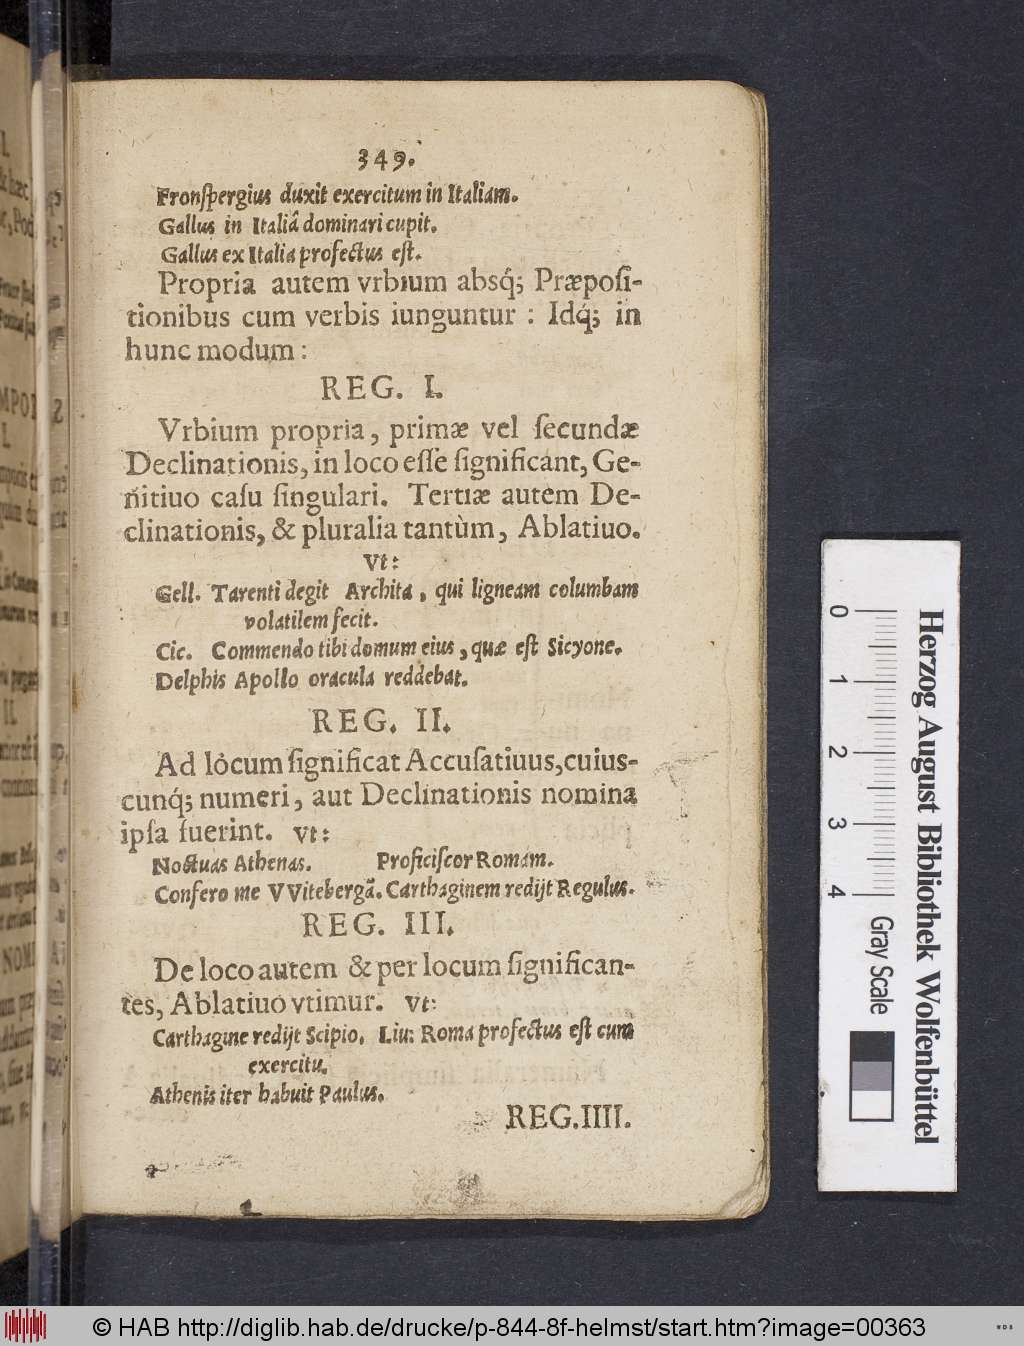 349.
Fronſpergius duxit exercitum in Italiam.
Gallus in Italiâ dominari cupit.
Gallus ex Italia profectus eſt.
Propria autem vrbium absq́; Præpoſi-
tionibus cum verbis iunguntur : Idq́; in
hunc modum :
REG. I.
Vrbium propria, primæ vel ſecundæ
Declinationis, in loco eſſe ſignificant, Ge-
nitiuo caſu ſingulari. Tertiæ autem De-
clinationis, & pluralia tantùm, Ablatiuo.
Vt:
Gell. Tarenti degit Archita, qui ligneam columbam
volatilem fecit.
Cic. Commendo tibi domum eius, quæ eſt Sicyone.
Delphis Apollo oracula reddebat.
REG. II.
Ad locum ſignificat Accuſatiuus, cuius-
cunq́; numeri, aut Declinationis nomina
ipſa fuerint. vt:
Noctuas Athenas. Proficiſcor Romam.
Confero me VVitebergã. Carthaginem redijt Regulus.
REG. III.
De loco autem & per locum ſignifican-
tes, Ablatiuo vtimur. vt:
Carthagine redijt Scipio. Liu: Roma profectus eſt cum
exercitu.
Athenis iter habuit Paulus.
REG. IIII.
0 1 2 3 4
Herzog August Bibliothek Wolfenbüttel
Gray Scale
© HAB http://diglib.hab.de/drucke/p-844-8f-helmst/start.htm?image=00363